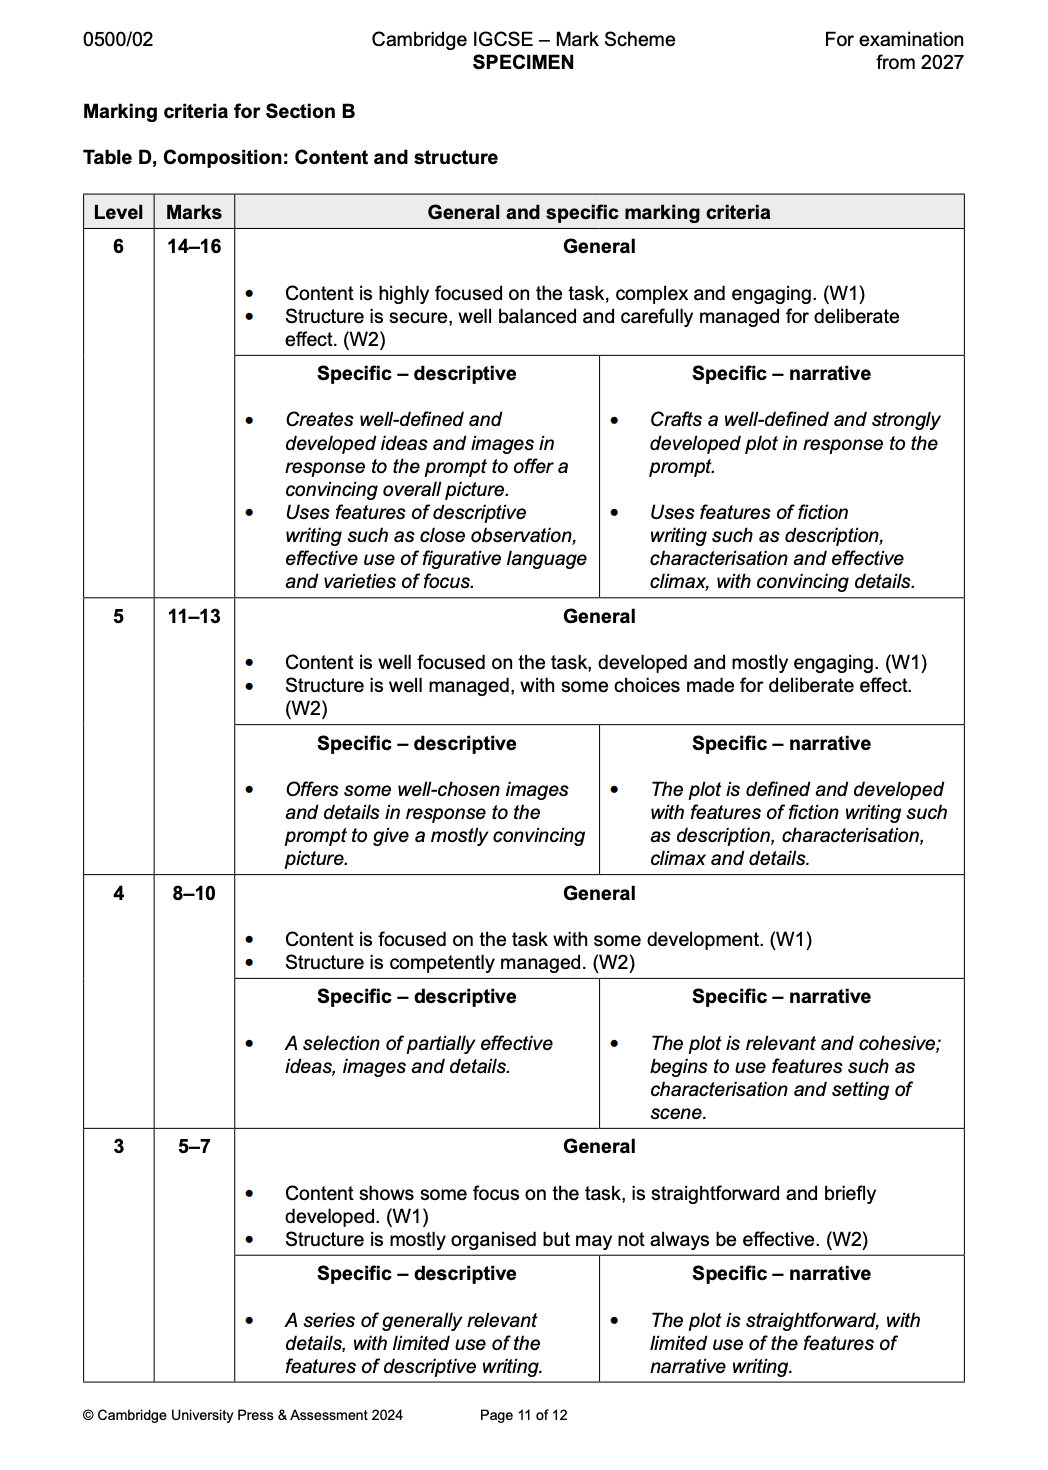 0500/02 Cambridge IGCSE – Mark Scheme For examination
SPECIMEN from 2027
Marking criteria for Section B
Table D, Composition: Content and structure
Level Marks General and specific marking criteria
6 14–16 General
• Content is highly focused on the task, complex and engaging. (W1)
• Structure is secure, well balanced and carefully managed for deliberate
effect. (W2)
Specific – descriptive
• Creates well-defined and
developed ideas and images in
response to the prompt to offer a
convincing overall picture.
• Uses features of descriptive
writing such as close observation,
effective use of figurative language
and varieties of focus.
Specific – narrative
• Crafts a well-defined and strongly
developed plot in response to the
prompt.
• Uses features of fiction
writing such as description,
characterisation and effective
climax, with convincing details.
5 11–13 General
• Content is well focused on the task, developed and mostly engaging. (W1)
• Structure is well managed, with some choices made for deliberate effect.
(W2)
Specific – descriptive
• Offers some well-chosen images
and details in response to the
prompt to give a mostly convincing
picture.
Specific – narrative
• The plot is defined and developed
with features of fiction writing such
as description, characterisation,
climax and details.
4 8–10 General
• Content is focused on the task with some development. (W1)
• Structure is competently managed. (W2)
Specific – descriptive
• A selection of partially effective
ideas, images and details.
Specific – narrative
• The plot is relevant and cohesive;
begins to use features such as
characterisation and setting of
scene.
3 5–7 General
• Content shows some focus on the task, is straightforward and briefly
developed. (W1)
• Structure is mostly organised but may not always be effective. (W2)
Specific – descriptive
• A series of generally relevant
details, with limited use of the
features of descriptive writing.
Specific – narrative
• The plot is straightforward, with
limited use of the features of
narrative writing.
© Cambridge University Press & Assessment 2024 Page 11 of 12